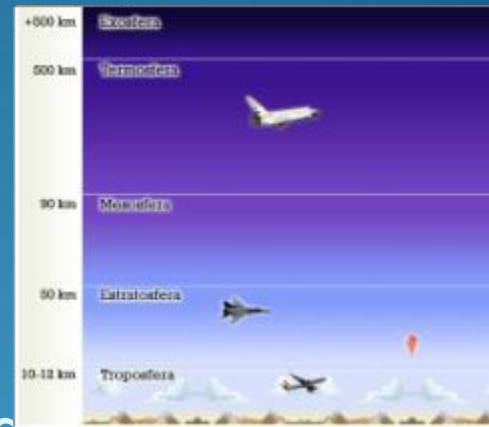 +500 km Exosfera
500 km Termosfera
90 km Mesosfera
50 km Estratosfera
10-12 km Troposfera